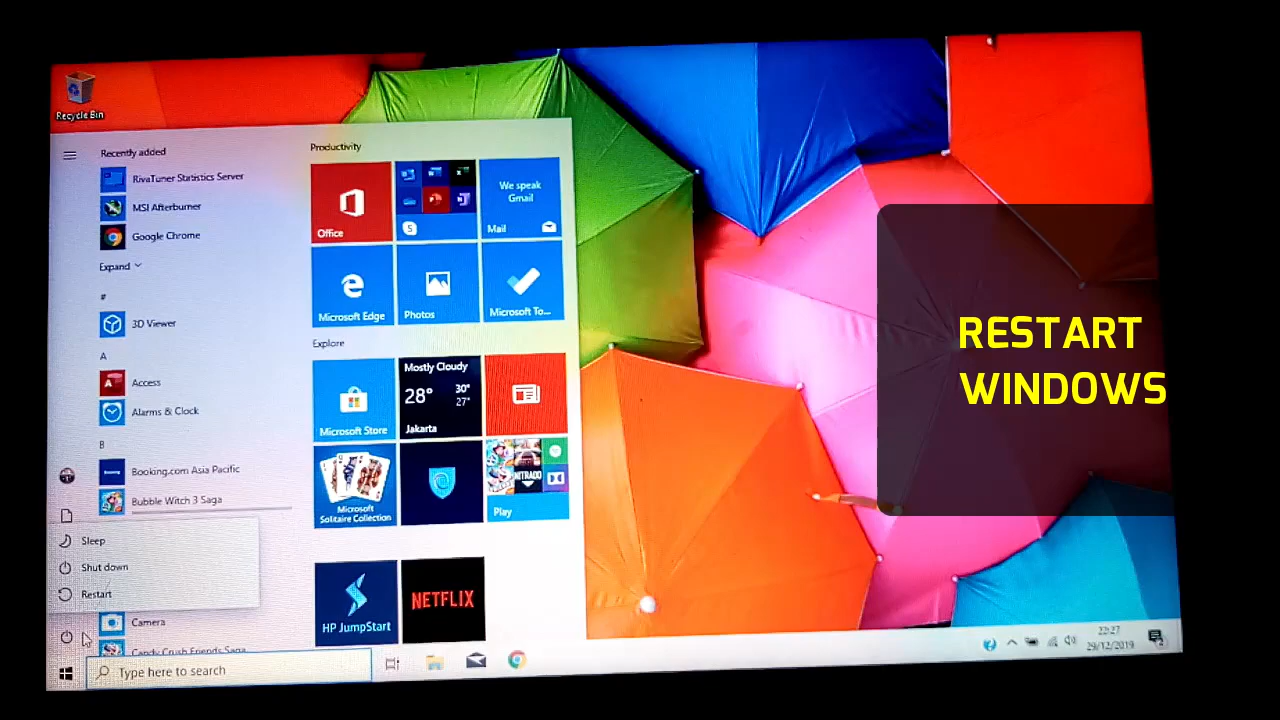 Recycle Bin
Recently added
RivaTuner Statistics Server
MSI Afterburner
Google Chrome
Expand
#
3D Viewer
A
Access
Alarms & Clock
B
Booking.com Asia Pacific
Bubble Witch 3 Saga
Sleep
Shut down
Restart
Camera
Candy Crush Friends Saga
Type here to search
Productivity
Office
We speak
Gmail
Mail
Microsoft Edge
Photos
Microsoft To...
Explore
Microsoft Store
Mostly Cloudy
28° 30°
27°
Jakarta
Microsoft
Solitaire Collection
NITRADO
Play
HP JumpStart
NETFLIX
RESTART
WINDOWS
22:27
29/12/2019